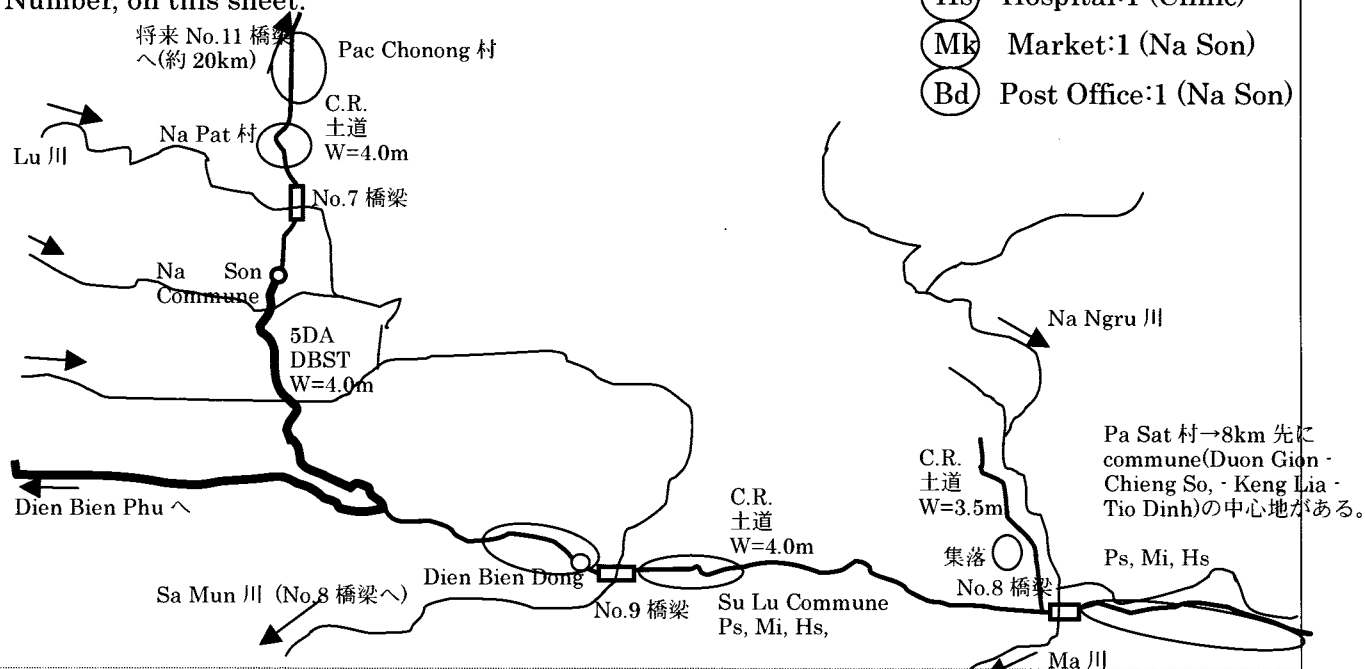 Number, on this sheet.
Hs Hospital:1 (Clinic)
Mk Market:1 (Na Son)
Bd Post Office:1 (Na Son)
将来 No.11 橋梁
へ(約 20km)
Pac Chonong 村
C.R.
土道
W=4.0m
Na Pat 村
Lu 川
No.7 橋梁
Na Son
Commune
5DA
DBST
W=4.0m
Na Ngru 川
Dien Bien Phu へ
Pa Sat 村→8km 先に
commune(Duon Gion -
Chieng So, - Keng Lia -
Tio Dinh)の中心地がある。
C.R.
土道
W=3.5m
C.R.
土道
W=4.0m
集落
Ps, Mi, Hs
Dien Bien Dong
No.8 橋梁
Sa Mun 川 (No.8 橋梁へ)
No.9 橋梁
Su Lu Commune
Ps, Mi, Hs,
Ma 川